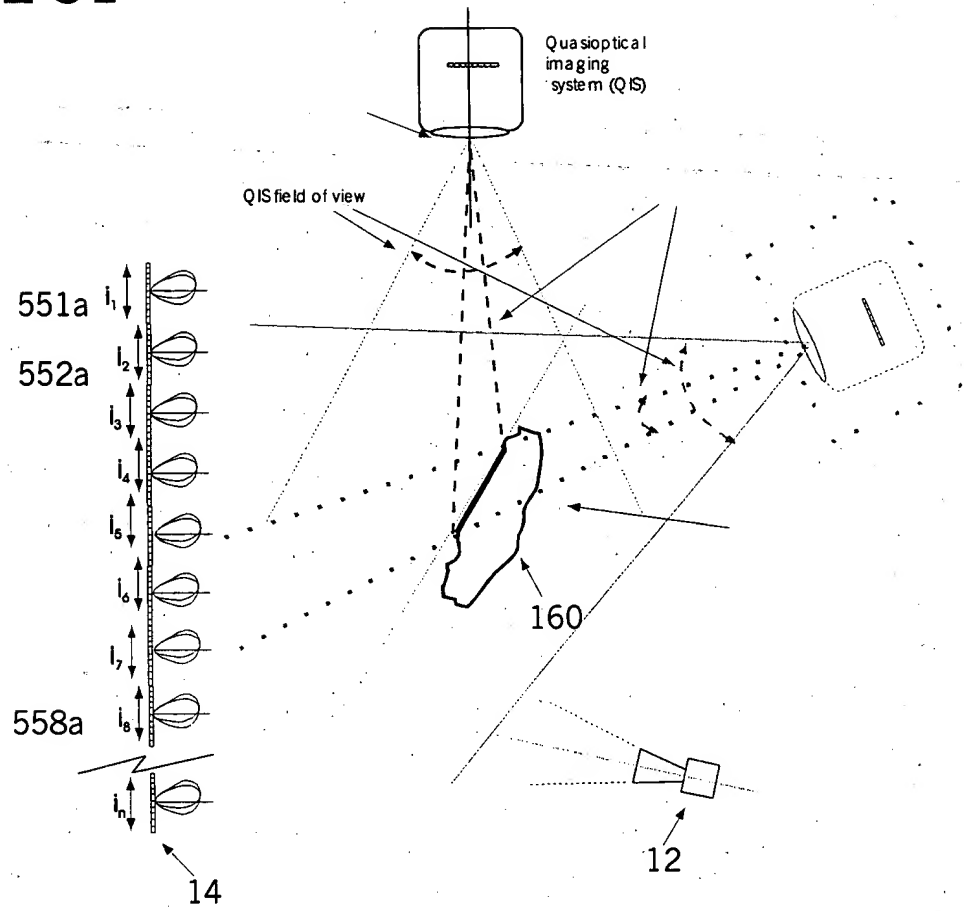 Quasioptical
imaging
system (QIS)
QIS field of view
551a
i₁
i₂
552a
i₃
i₄
i₅
i₆
i₇
i₈
558a
iₙ
14
160
12